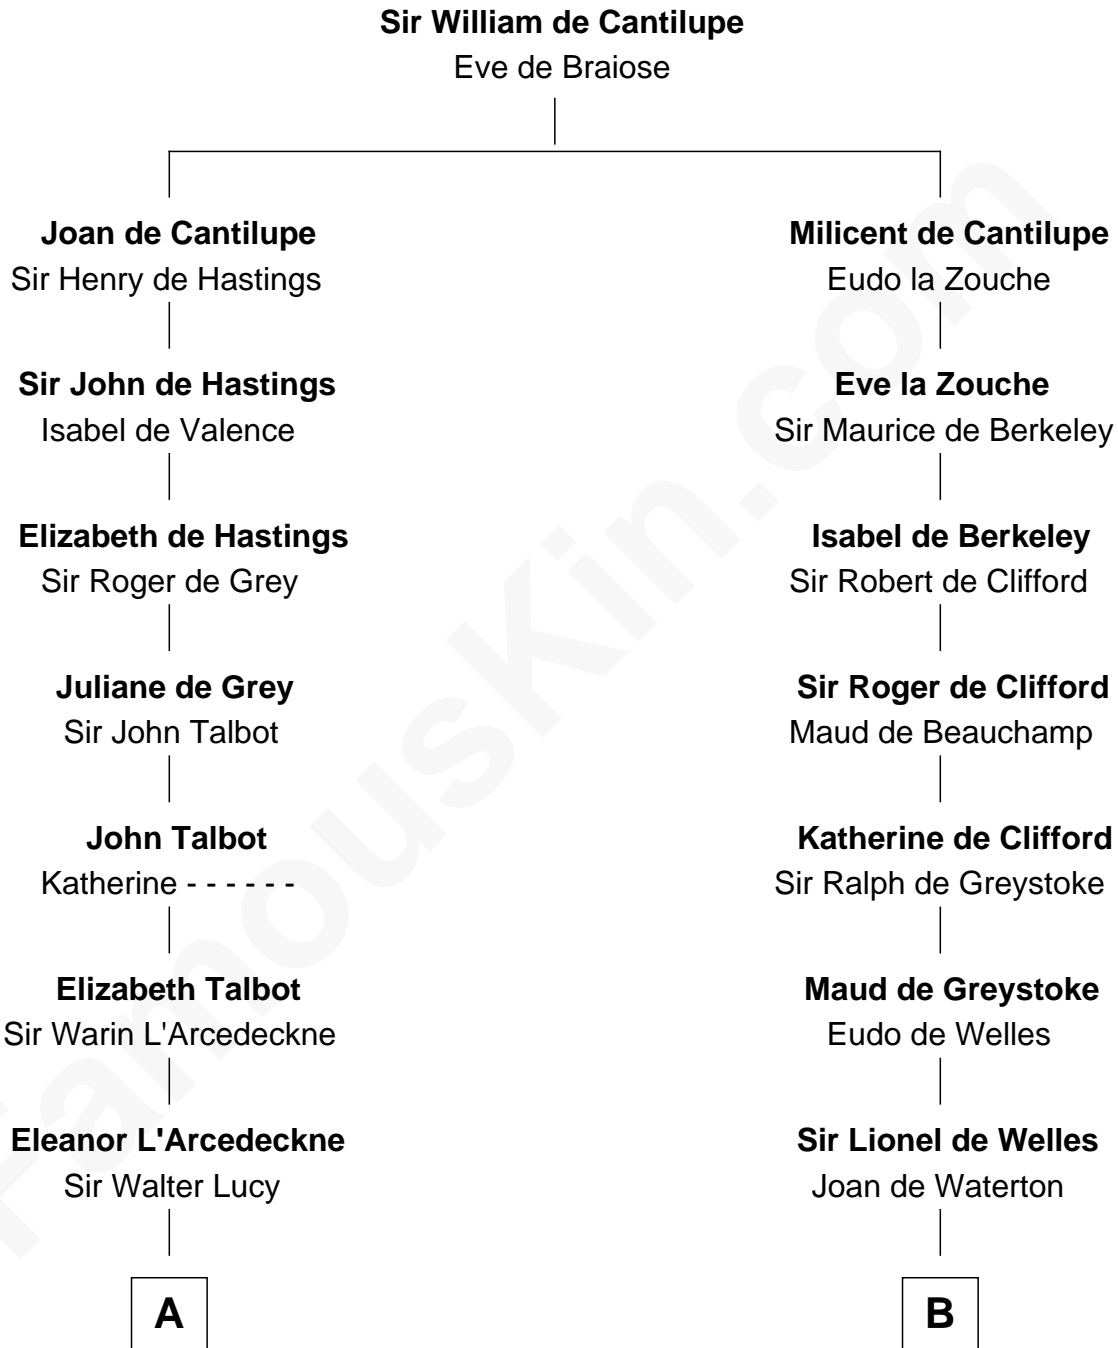 Sir William de Cantilupe
Eve de Braiose
Joan de Cantilupe
Sir Henry de Hastings
Milicent de Cantilupe
Eudo la Zouche
Sir John de Hastings
Isabel de Valence
Eve la Zouche
Sir Maurice de Berkeley
Elizabeth de Hastings
Sir Roger de Grey
Isabel de Berkeley
Sir Robert de Clifford
Juliane de Grey
Sir John Talbot
Sir Roger de Clifford
Maud de Beauchamp
John Talbot
Katherine - - - - - -
Katherine de Clifford
Sir Ralph de Greystoke
Elizabeth Talbot
Sir Warin L'Arcedeckne
Maud de Greystoke
Eudo de Welles
Eleanor L'Arcedeckne
Sir Walter Lucy
Sir Lionel de Welles
Joan de Waterton
A
B
FamousKin.com